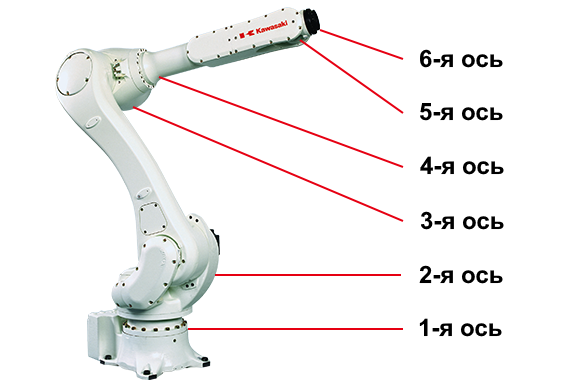 Kawasaki
6-я ось
5-я ось
4-я ось
3-я ось
2-я ось
1-я ось